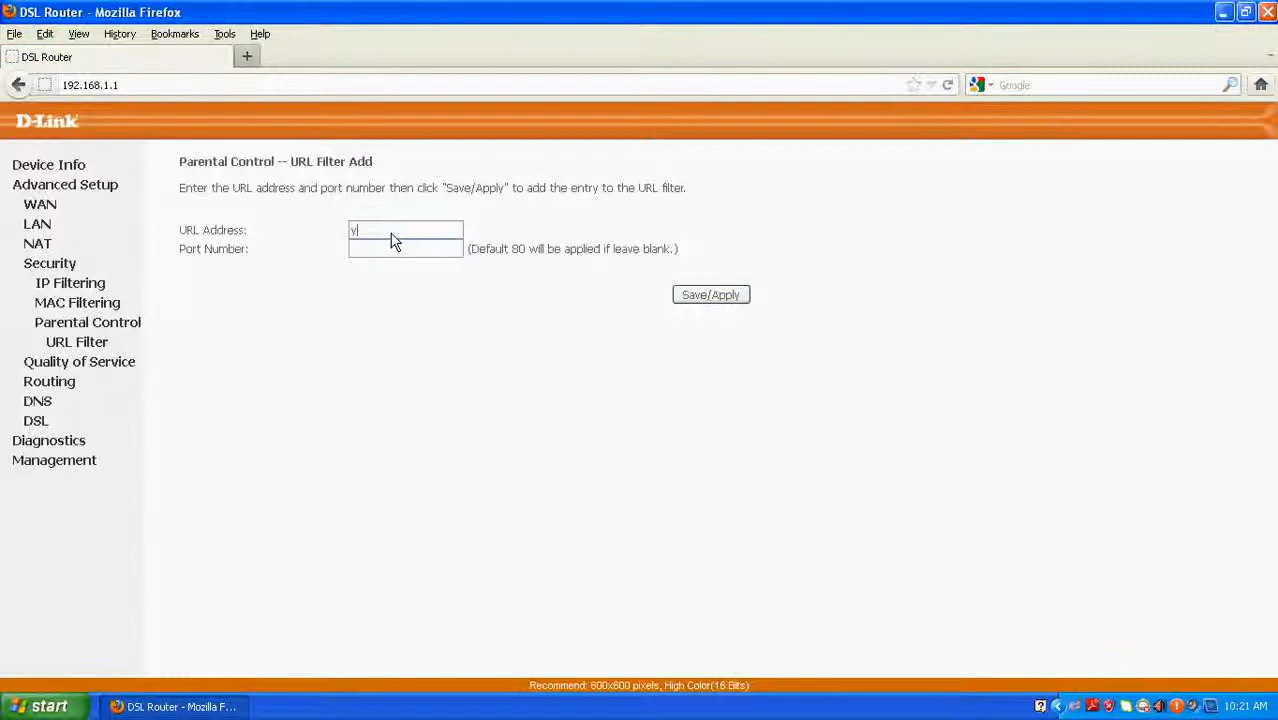 DSL Router - Mozilla Firefox
File Edit View History Bookmarks Tools Help
DSL Router
192.168.1.1
Google
D-Link
Device Info
Advanced Setup
WAN
LAN
NAT
Security
IP Filtering
MAC Filtering
Parental Control
URL Filter
Quality of Service
Routing
DNS
DSL
Diagnostics
Management
Parental Control -- URL Filter Add
Enter the URL address and port number then click "Save/Apply" to add the entry to the URL filter.
URL Address: y
Port Number: (Default 80 will be applied if leave blank.)
Save/Apply
Recommend: 800x600 pixels, High Color(16 Bits)
start DSL Router - Mozilla F... 10:21 AM